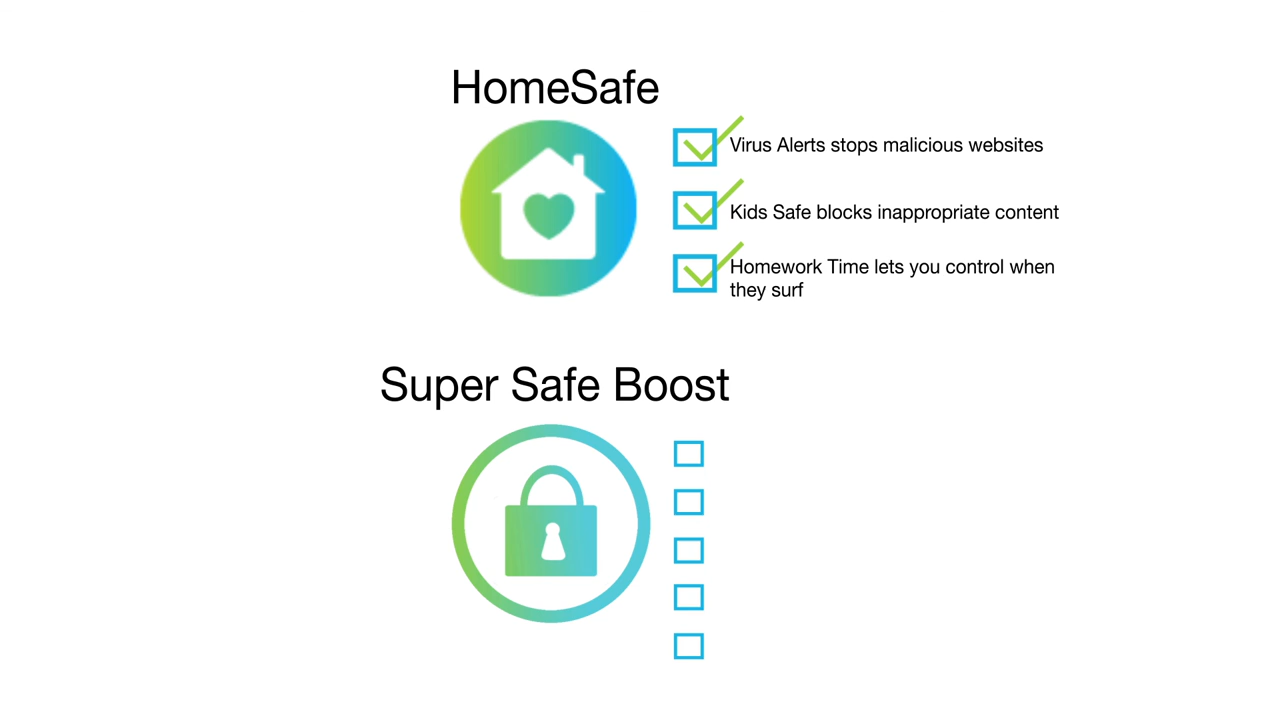 HomeSafe
Virus Alerts stops malicious websites
Kids Safe blocks inappropriate content
Homework Time lets you control when
they surf
Super Safe Boost